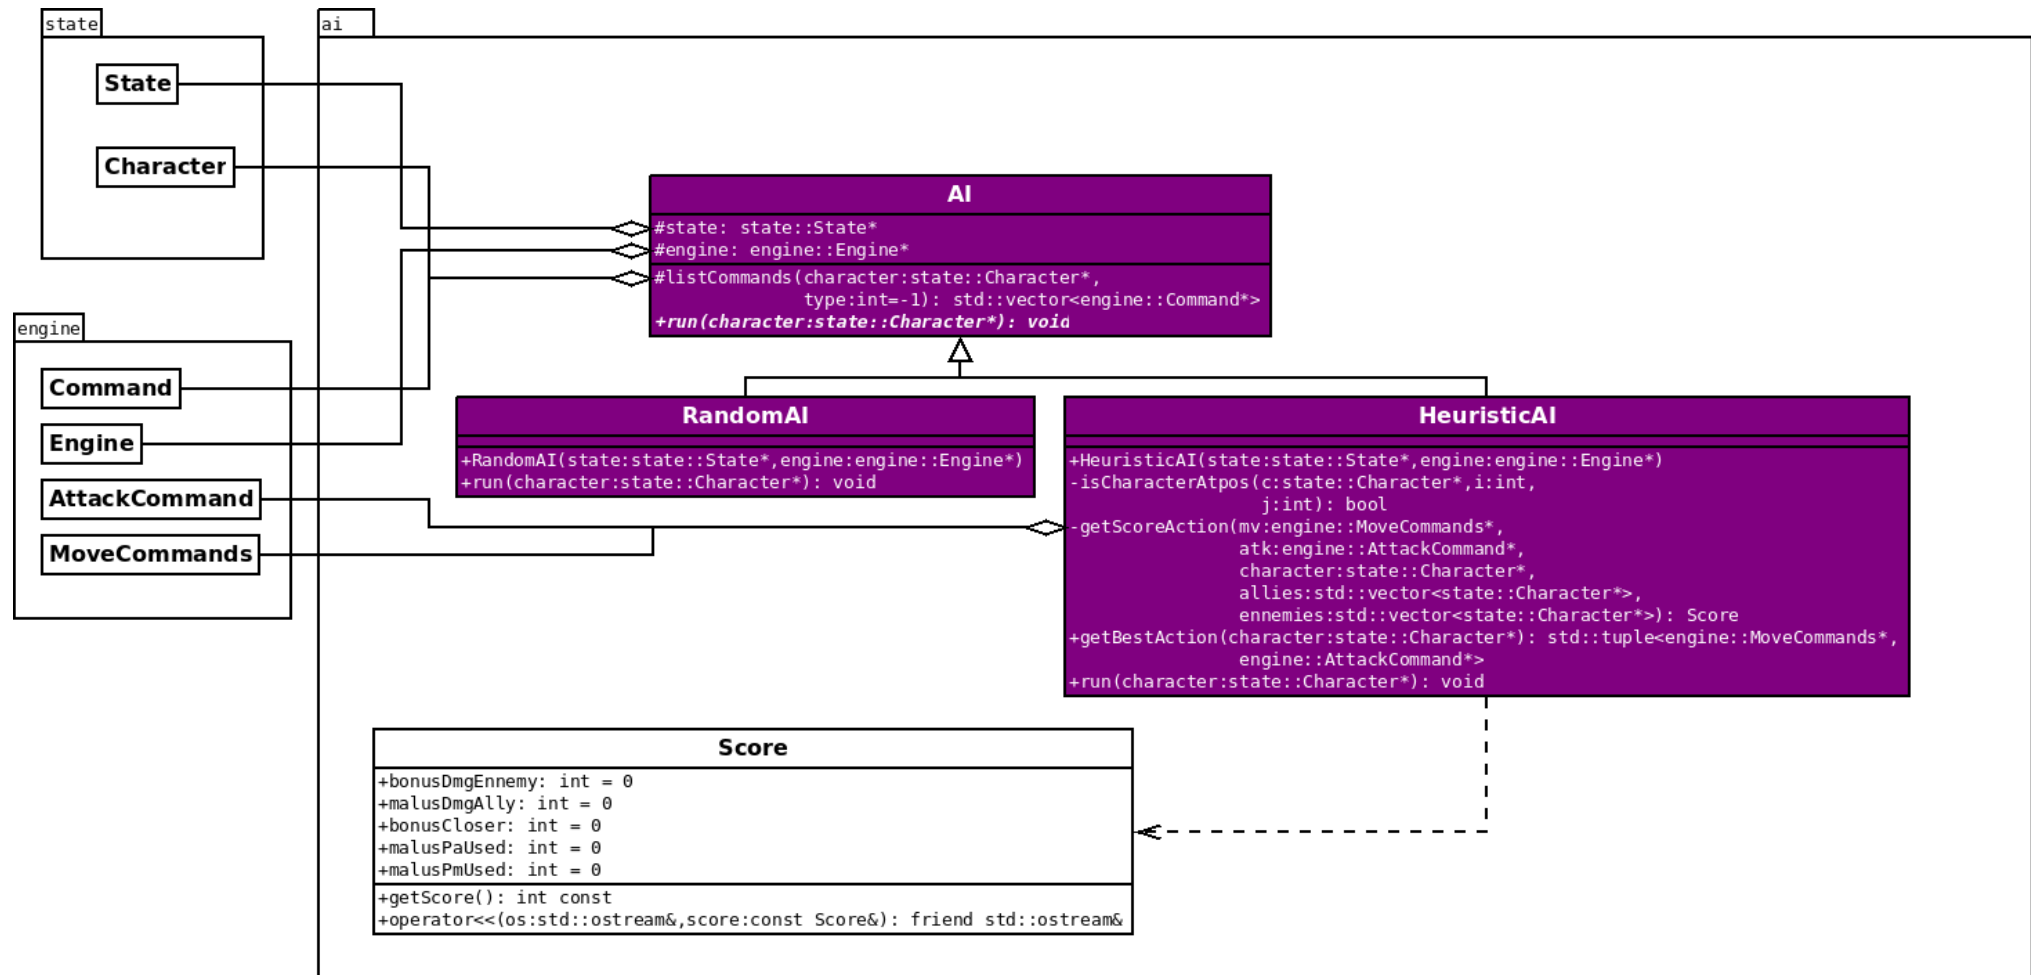 state
State
Character
engine
Command
Engine
AttackCommand
MoveCommands
ai
AI
#state: state::State*
#engine: engine::Engine*
#listCommands(character:state::Character*,
type:int=-1): std::vector<engine::Command*>
+run(character:state::Character*): void
RandomAI
+RandomAI(state:state::State*,engine:engine::Engine*)
+run(character:state::Character*): void
HeuristicAI
+HeuristicAI(state:state::State*,engine:engine::Engine*)
-isCharacterAtpos(c:state::Character*,i:int,
j:int): bool
-getScoreAction(mv:engine::MoveCommands*,
atk:engine::AttackCommand*,
character:state::Character*,
allies:std::vector<state::Character*>,
ennemies:std::vector<state::Character*>): Score
+getBestAction(character:state::Character*): std::tuple<engine::MoveCommands*,
engine::AttackCommand*>
+run(character:state::Character*): void
Score
+bonusDmgEnnemy: int = 0
+malusDmgAlly: int = 0
+bonusCloser: int = 0
+malusPaUsed: int = 0
+malusPmUsed: int = 0
+getScore(): int const
+operator<<(os:std::ostream&,score:const Score&): friend std::ostream&